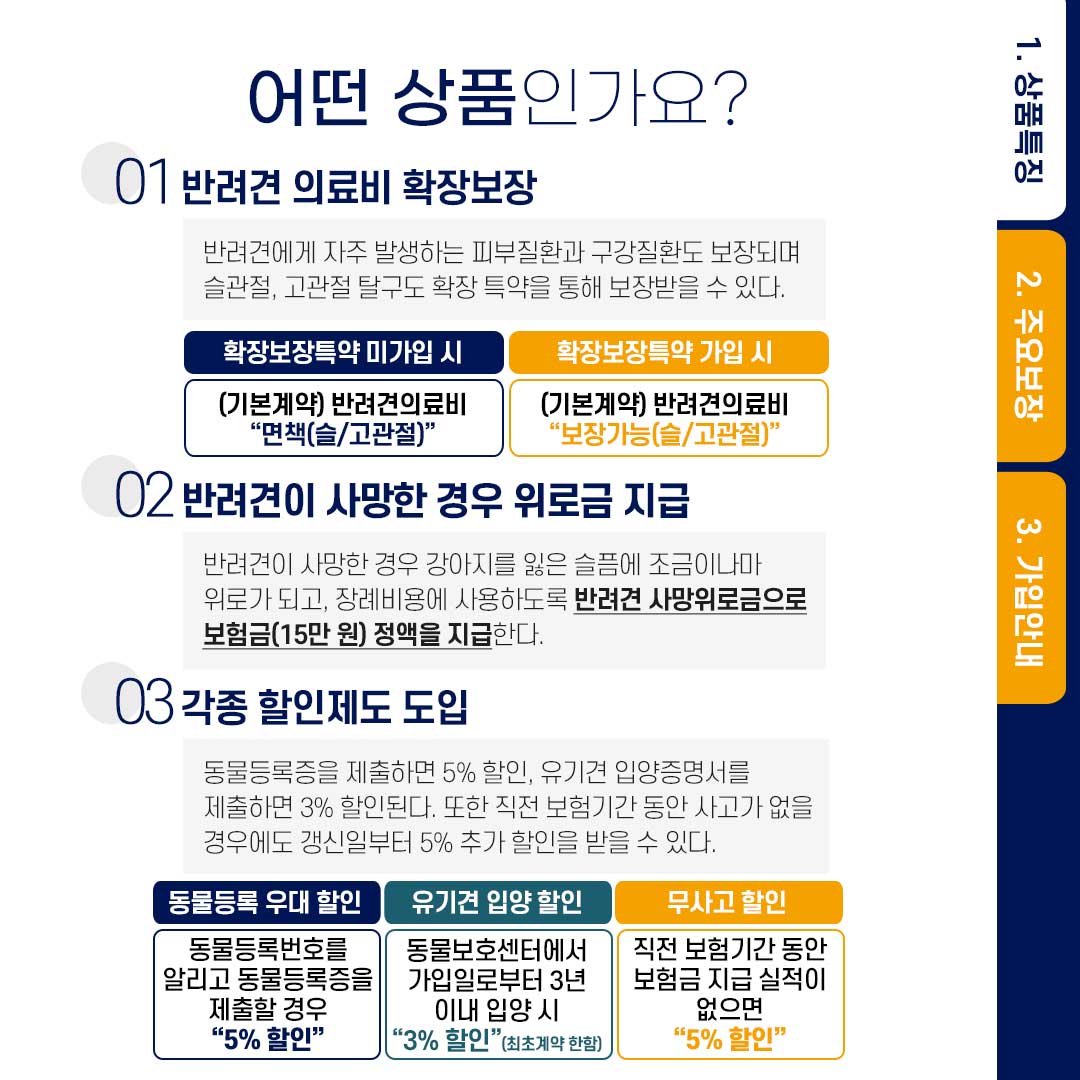 어떤 상품인가요?
01 반려견 의료비 확장보장
반려견에게 자주 발생하는 피부질환과 구강질환도 보장되며
슬관절, 고관절 탈구도 확장 특약을 통해 보장받을 수 있다.
확장보장특약 미가입 시
(기본계약) 반려견의료비
“면책(슬/고관절)”
확장보장특약 가입 시
(기본계약) 반려견의료비
“보장가능(슬/고관절)”
02 반려견이 사망한 경우 위로금 지급
반려견이 사망한 경우 강아지를 잃은 슬픔에 조금이나마
위로가 되고, 장례비용에 사용하도록 반려견 사망위로금으로
보험금(15만 원) 정액을 지급한다.
03 각종 할인제도 도입
동물등록증을 제출하면 5% 할인, 유기견 입양증명서를
제출하면 3% 할인된다. 또한 직전 보험기간 동안 사고가 없을
경우에도 갱신일부터 5% 추가 할인을 받을 수 있다.
동물등록 우대 할인
동물등록번호를
알리고 동물등록증을
제출할 경우
“5% 할인”
유기견 입양 할인
동물보호센터에서
가입일로부터 3년
이내 입양 시
“3% 할인”(최초계약 한함)
무사고 할인
직전 보험기간 동안
보험금 지급 실적이
없으면
“5% 할인”
1. 상품특징
2. 주요보장
3. 가입안내